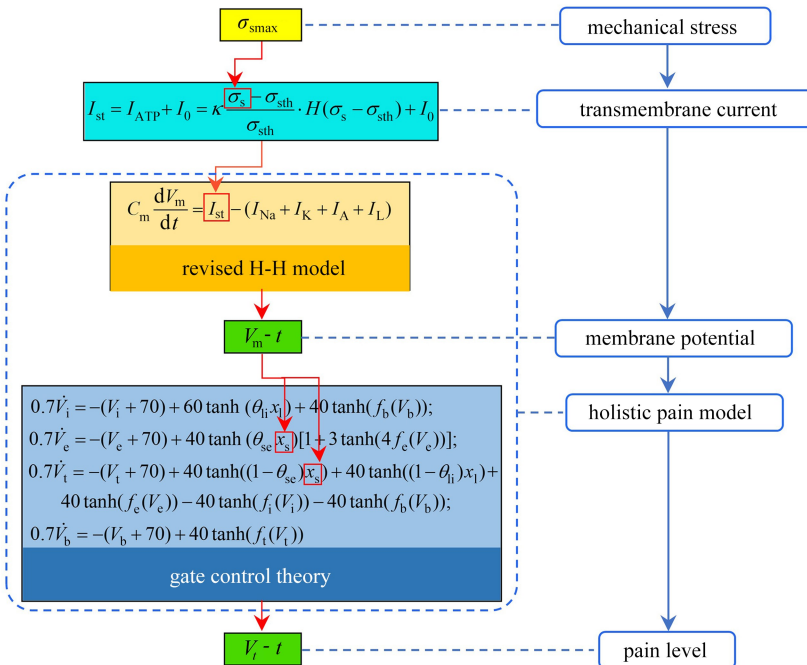 σ_smax
mechanical stress
I_st = I_ATP + I_0 = κ (σ_s − σ_sth)/σ_sth · H(σ_s − σ_sth) + I_0
transmembrane current
C_m dV_m/dt = I_st − (I_Na + I_K + I_A + I_L)
revised H-H model
V_m - t
membrane potential
0.7V̇_i = −(V_i + 70) + 60 tanh (θ_li x_l) + 40 tanh(f_b(V_b));
holistic pain model
0.7V̇_e = −(V_e + 70) + 40 tanh (θ_se x_s)[1 + 3 tanh(4 f_e(V_e))];
0.7V̇_t = −(V_t + 70) + 40 tanh((1 − θ_se)x_s) + 40 tanh((1 − θ_li)x_l) +
40 tanh(f_e(V_e)) − 40 tanh(f_i(V_i)) − 40 tanh(f_b(V_b));
0.7V̇_b = −(V_b + 70) + 40 tanh(f_t(V_t))
gate control theory
V_t - t
pain level